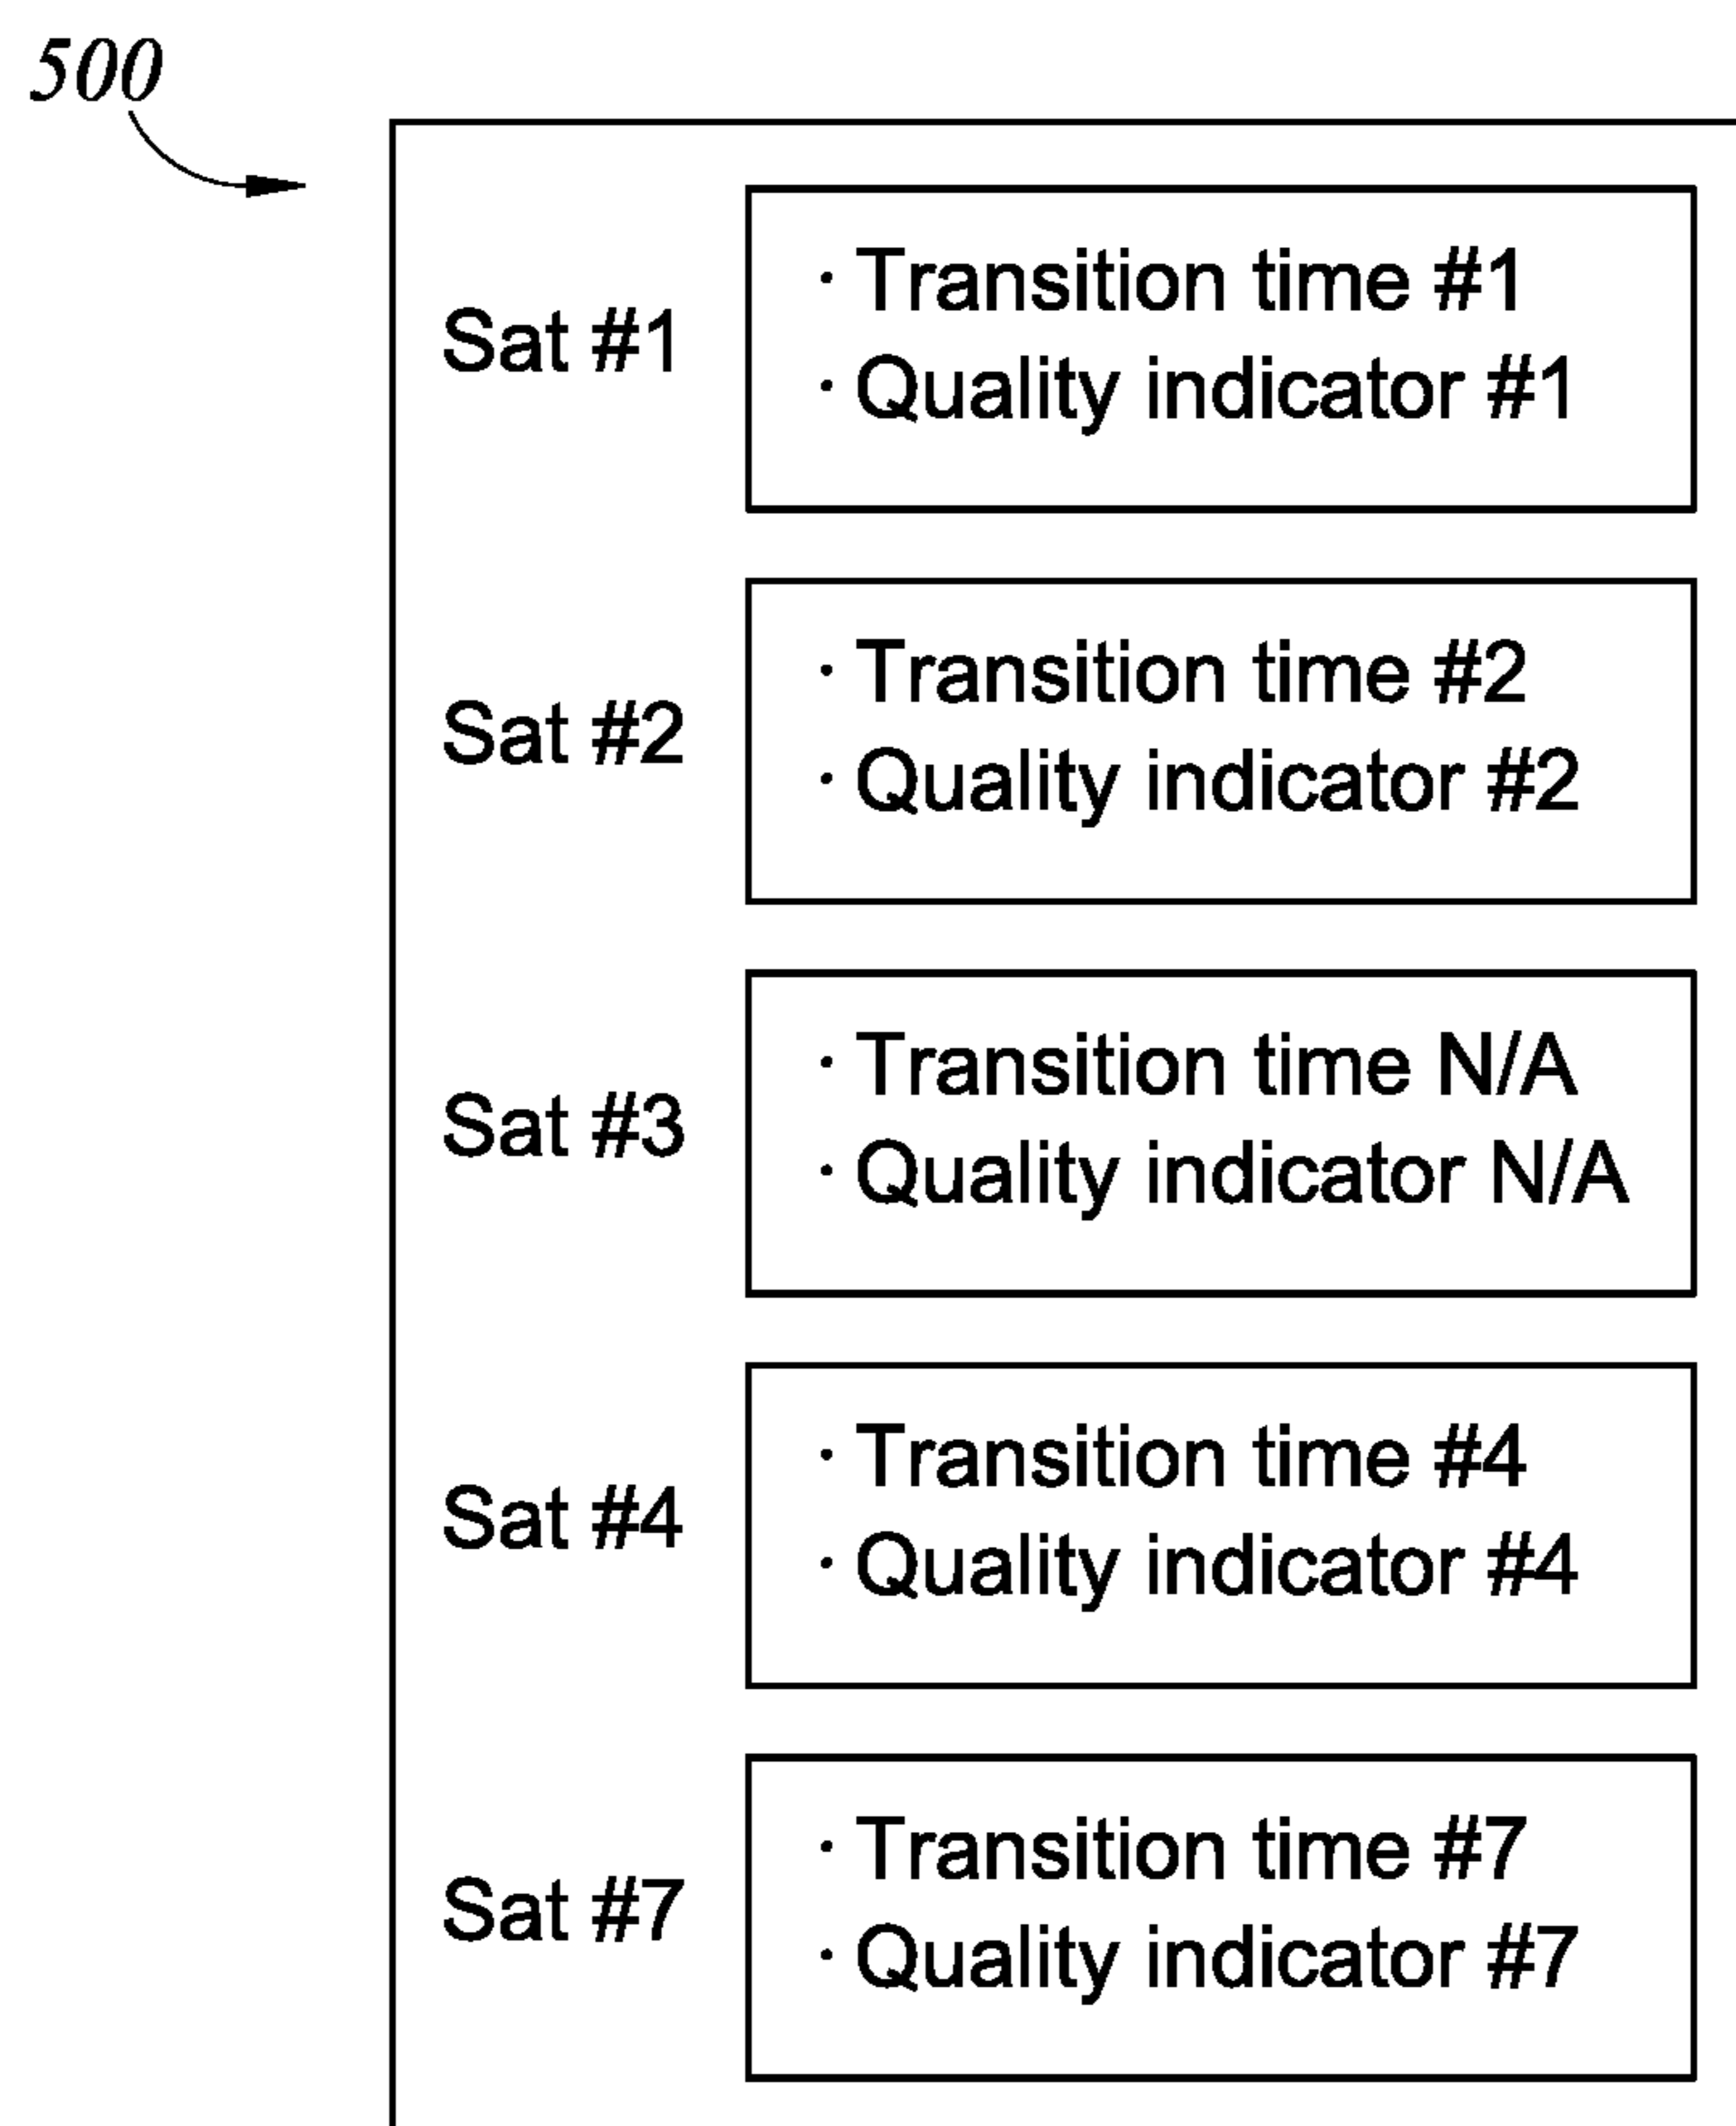 500
Sat #1
· Transition time #1
· Quality indicator #1
Sat #2
· Transition time #2
· Quality indicator #2
Sat #3
· Transition time N/A
· Quality indicator N/A
Sat #4
· Transition time #4
· Quality indicator #4
Sat #7
· Transition time #7
· Quality indicator #7